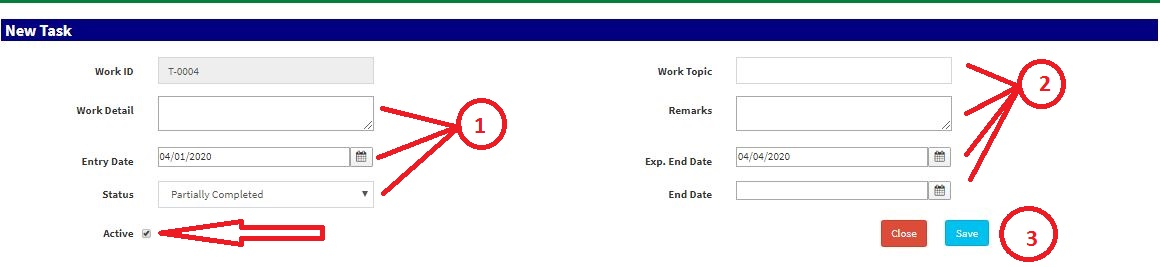 New Task
Work ID T-0004 Work Topic
Work Detail Remarks
1 2
Entry Date 04/01/2020 Exp. End Date 04/04/2020
Status Partially Completed End Date
Active Close Save 3